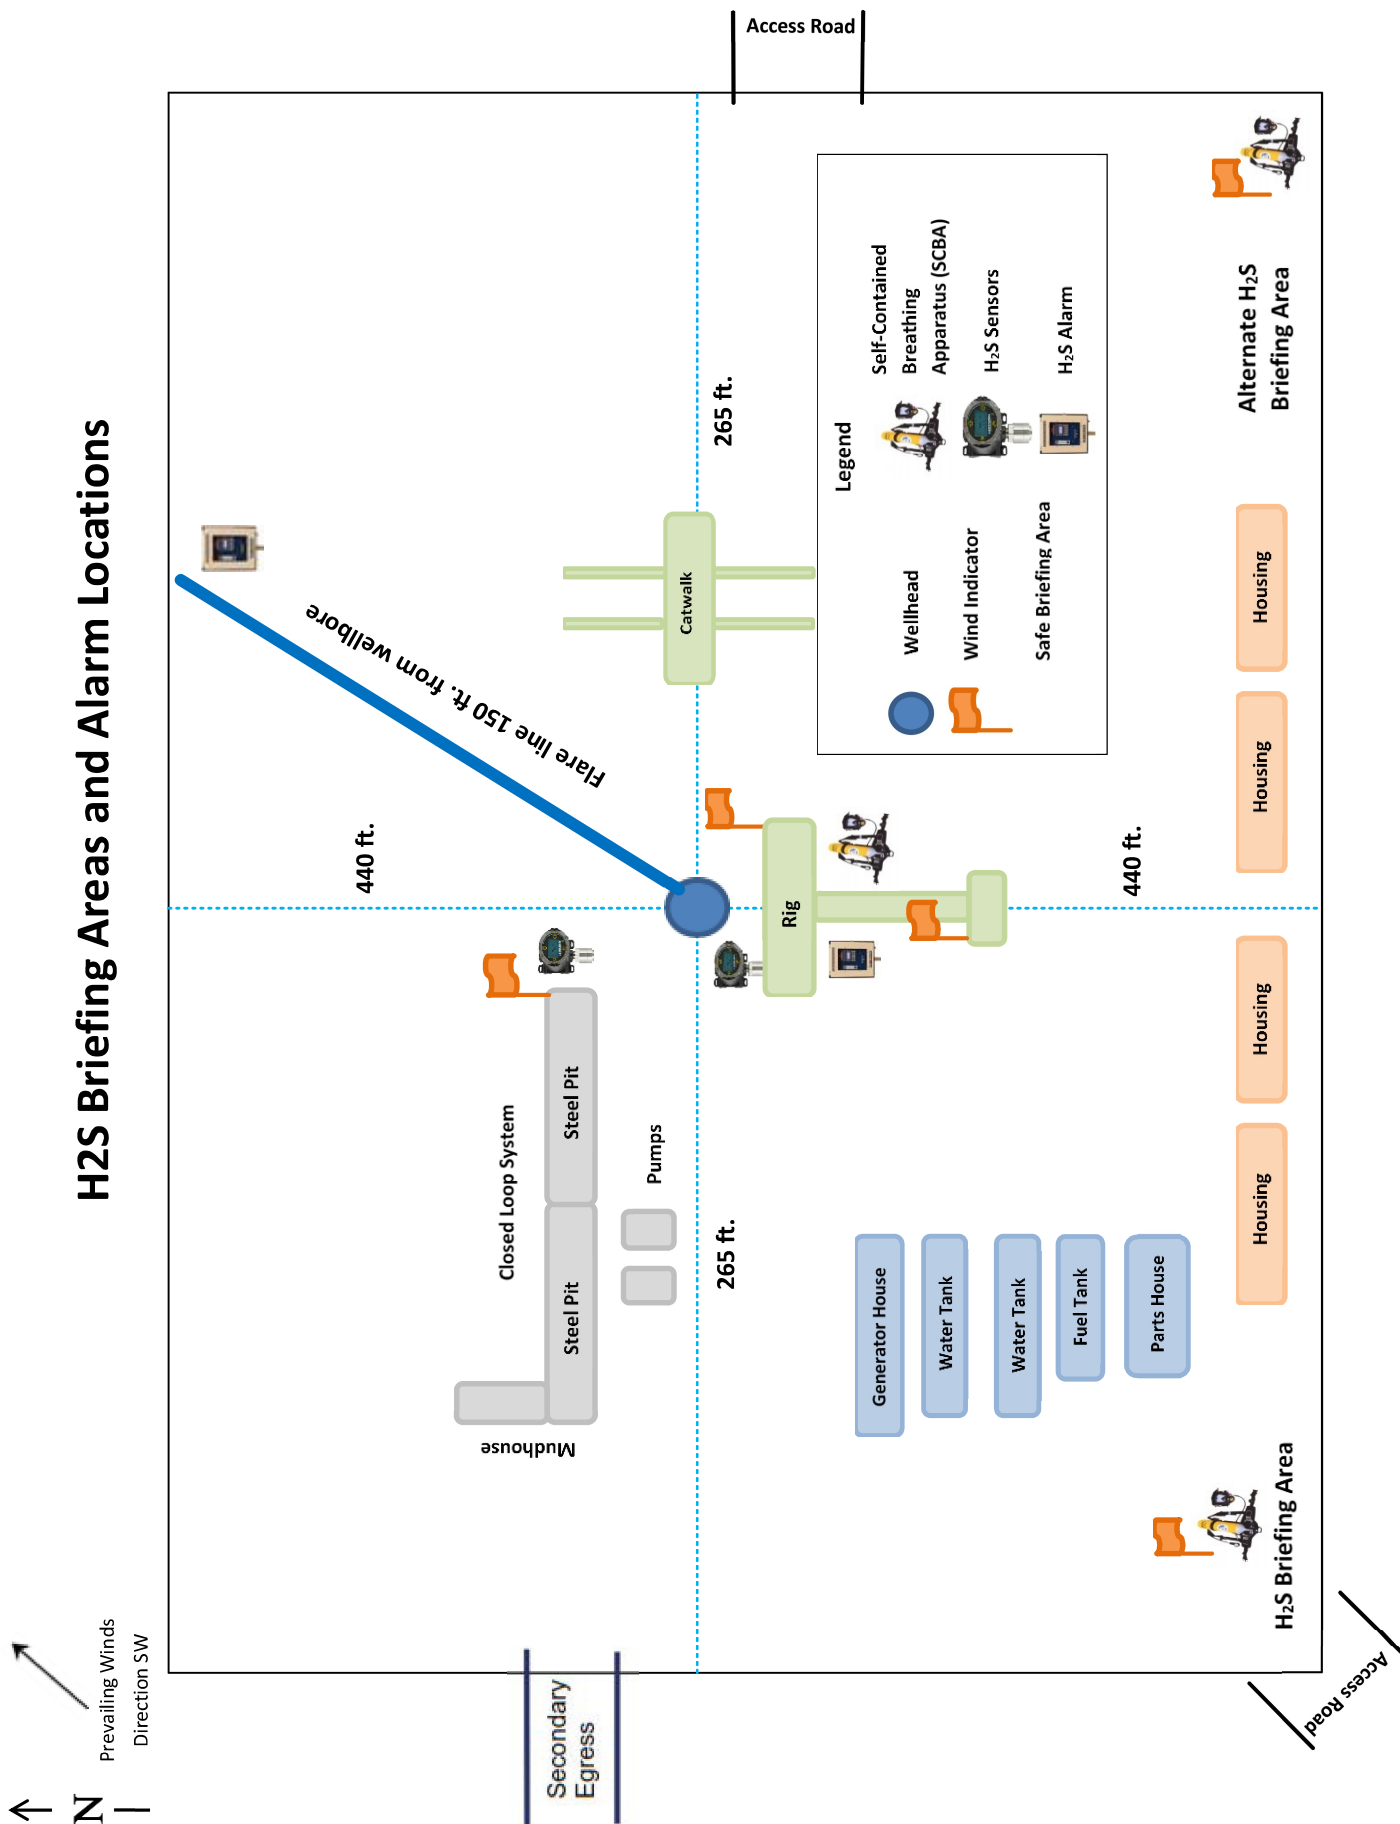 H2S Briefing Areas and Alarm Locations
N
Prevailing Winds
Direction SW
Secondary
Egress
Access Road
440 ft.
Flare line 150 ft. from wellbore
Closed Loop System
Mudhouse
Steel Pit
Steel Pit
Pumps
Catwalk
265 ft.
265 ft.
Rig
Generator House
Water Tank
Water Tank
Fuel Tank
Parts House
440 ft.
Legend
Wellhead
Wind Indicator
Safe Briefing Area
Self-Contained
Breathing
Apparatus (SCBA)
H₂S Sensors
H₂S Alarm
Housing
Housing
Housing
Housing
H₂S Briefing Area
Alternate H₂S
Briefing Area
Access Road